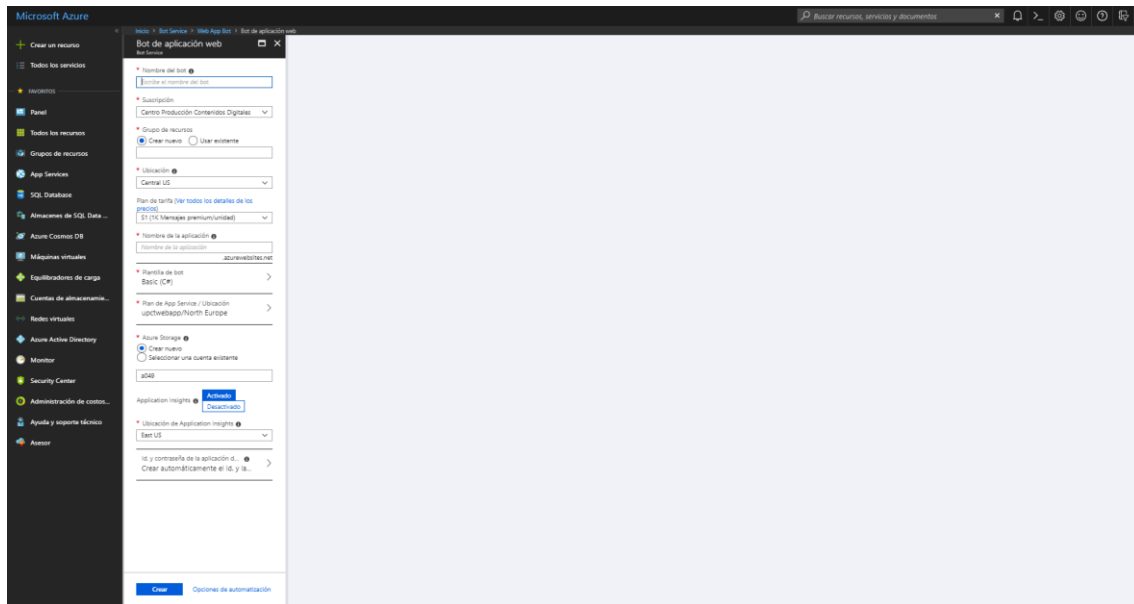 Microsoft Azure
Buscar recursos, servicios y documentos
Inicio > Bot Service > Web App Bot > Bot de aplicación web
Crear un recurso
Todos los servicios
FAVORITOS
Panel
Todos los recursos
Grupos de recursos
App Services
SQL Database
Almacenes de SQL Data ...
Azure Cosmos DB
Máquinas virtuales
Equilibradores de carga
Cuentas de almacenamie...
Redes virtuales
Azure Active Directory
Monitor
Security Center
Administración de costos...
Ayuda y soporte técnico
Asesor
Bot de aplicación web
Bot Service
* Nombre del bot
Escribe el nombre del bot
* Suscripción
Centro Producción Contenidos Digitales
* Grupo de recursos
Crear nuevo Usar existente
* Ubicación
Central US
Plan de tarifa (Ver todos los detalles de los
precios)
S1 (1K Mensajes premium/unidad)
* Nombre de la aplicación
Nombre de la aplicación
.azurewebsites.net
* Plantilla de bot
Basic (C#)
* Plan de App Service / Ubicación
upctwebapp/North Europe
* Azure Storage
Crear nuevo
Seleccionar una cuenta existente
a049
Application Insights
Activado
Desactivado
* Ubicación de Application Insights
East US
Id. y contraseña de la aplicación d...
Crear automáticamente el id. y la...
Crear
Opciones de automatización